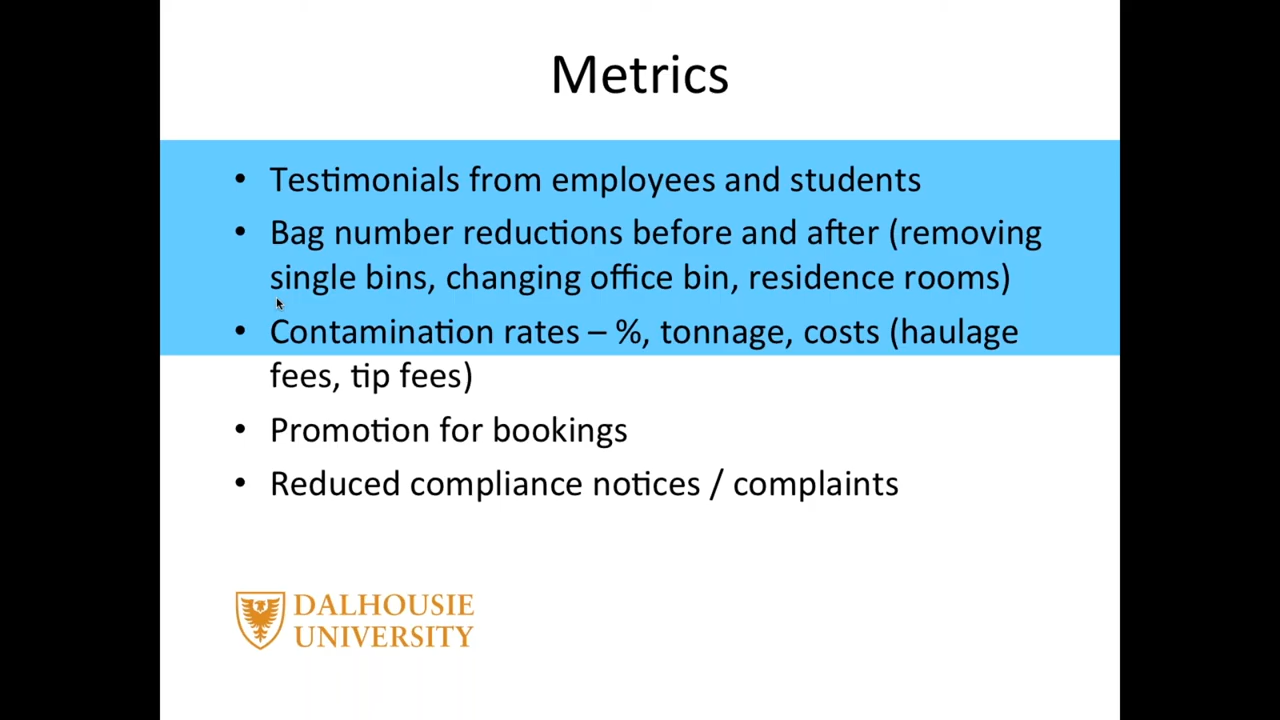 Metrics
• Testimonials from employees and students
• Bag number reductions before and after (removing
single bins, changing office bin, residence rooms)
• Contamination rates – %, tonnage, costs (haulage
fees, tip fees)
• Promotion for bookings
• Reduced compliance notices / complaints
DALHOUSIE
UNIVERSITY